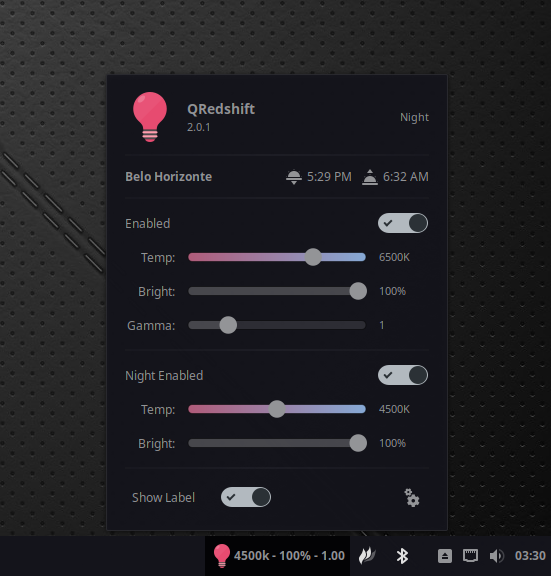 QRedshift
2.0.1
Night
Belo Horizonte 5:29 PM 6:32 AM
Enabled
Temp: 6500K
Bright: 100%
Gamma: 1
Night Enabled
Temp: 4500K
Bright: 100%
Show Label
4500k - 100% - 1.00 03:30